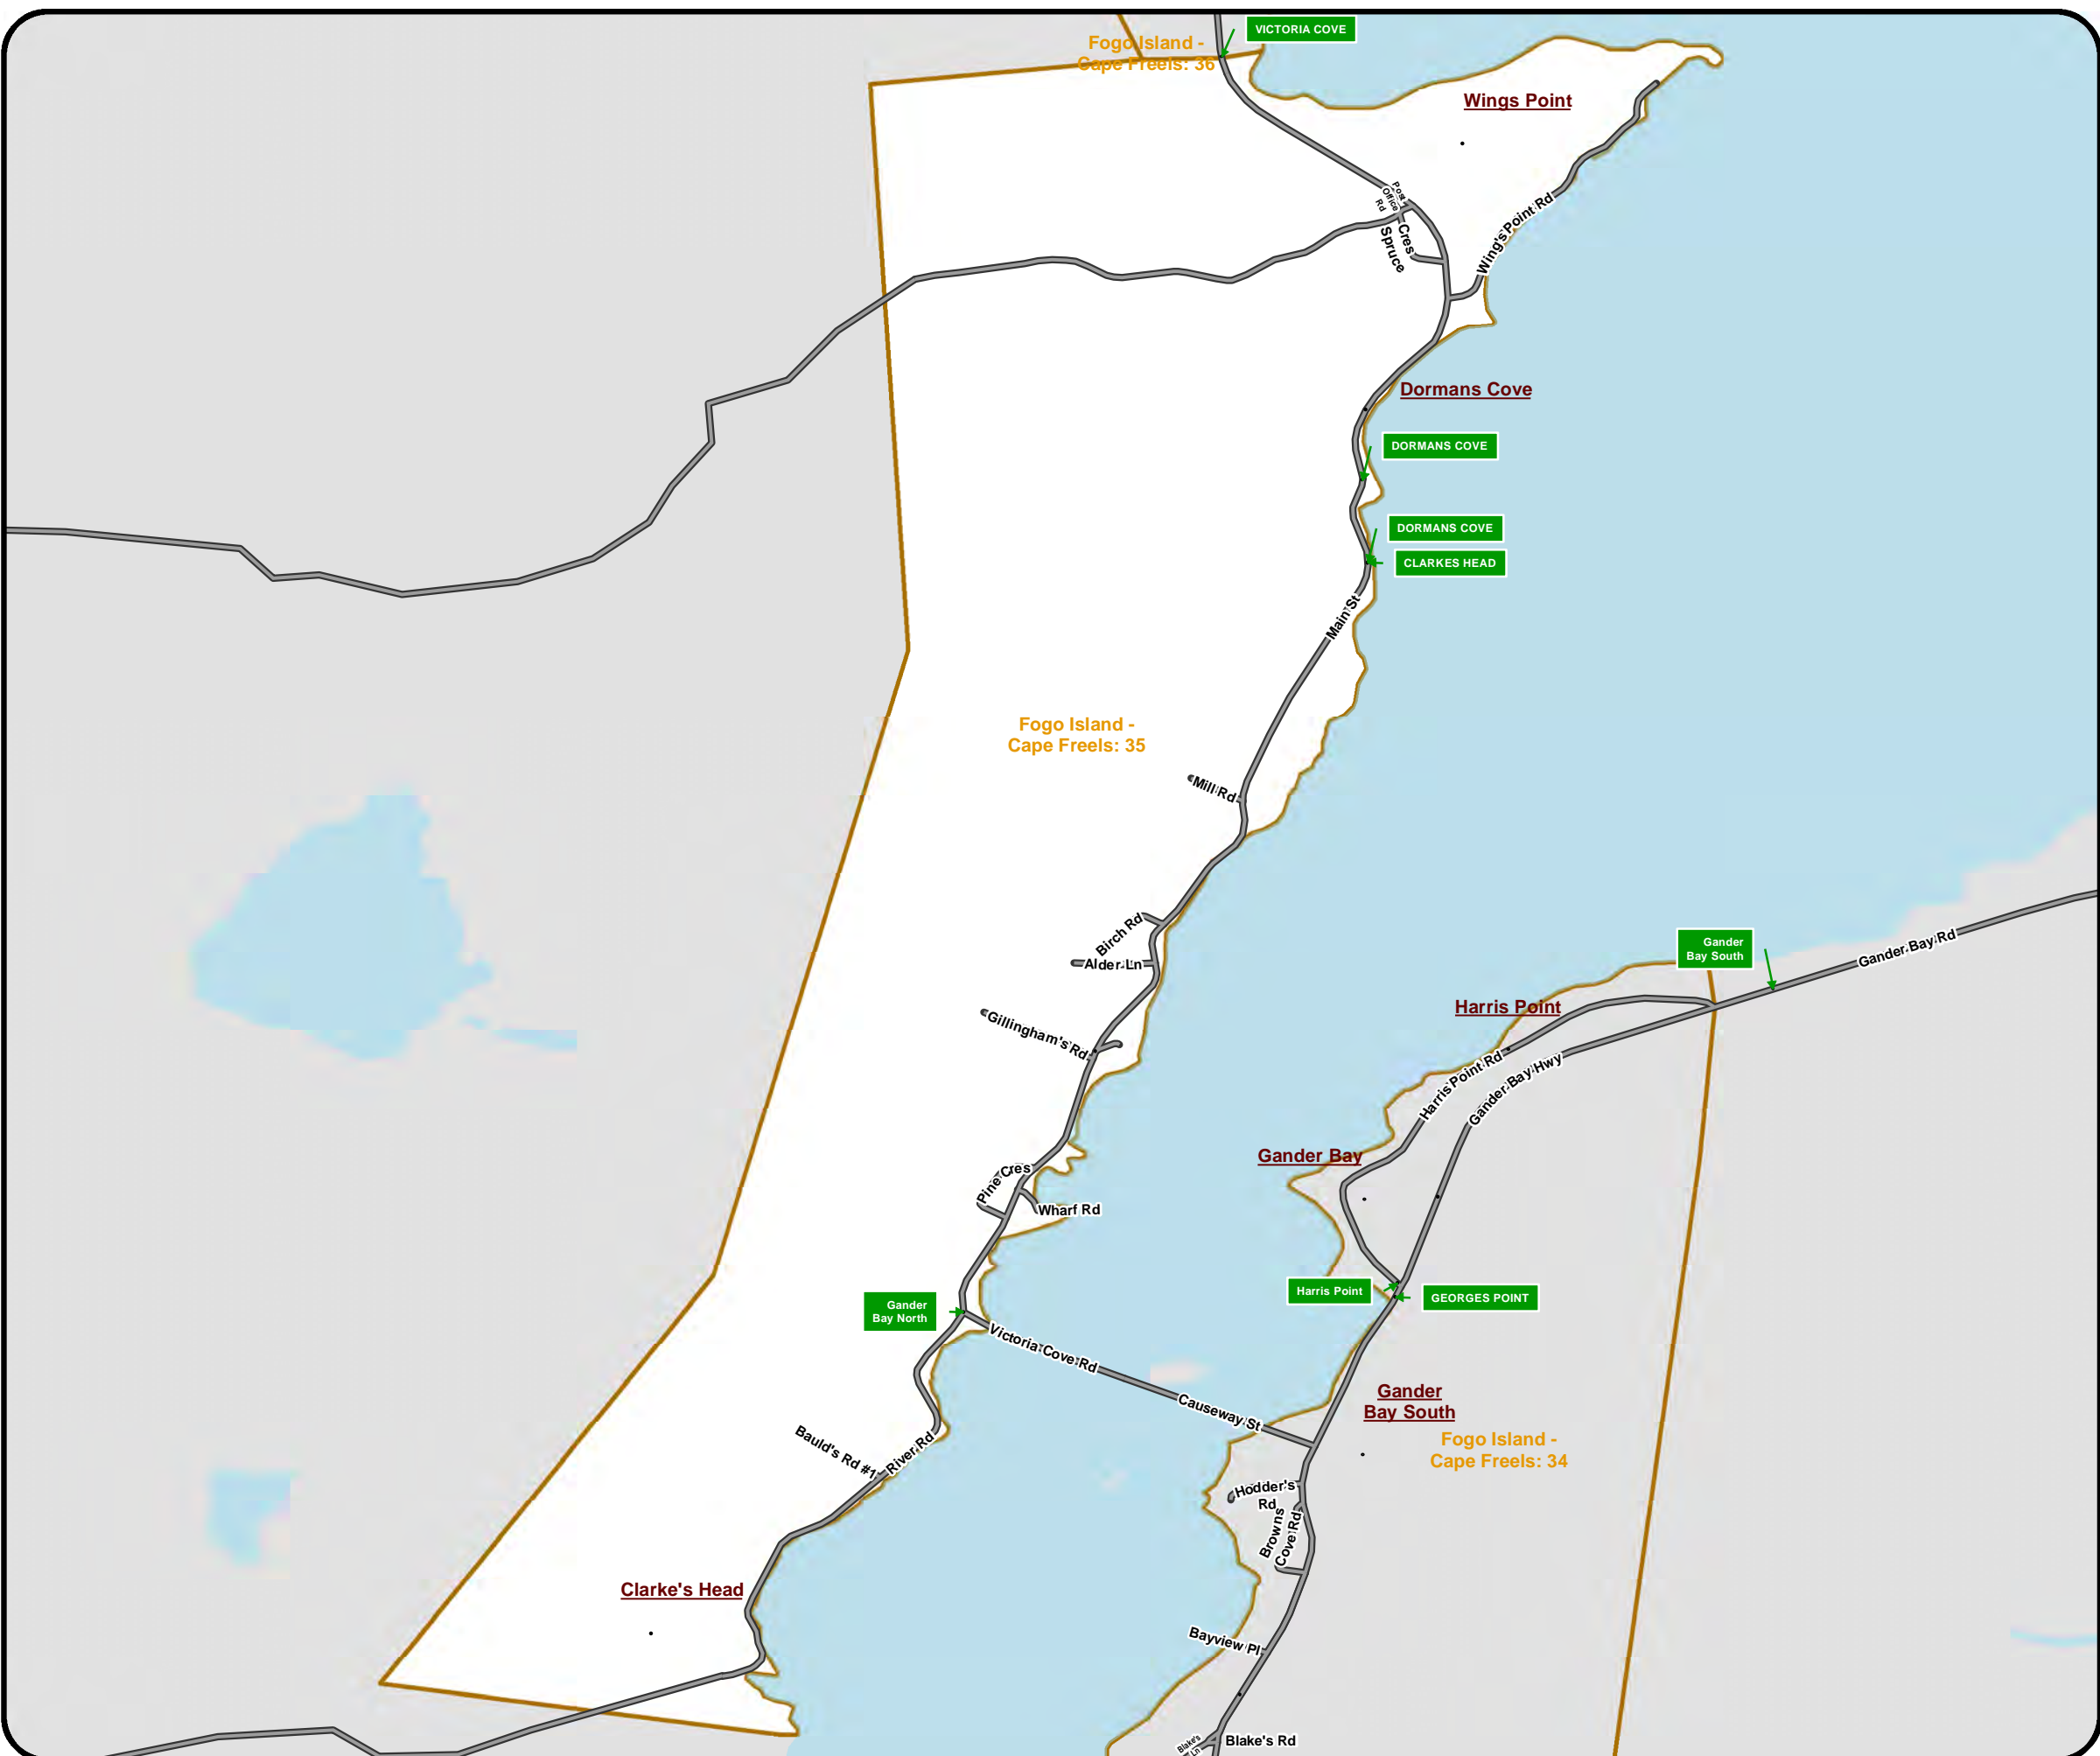 VICTORIA COVE
Fogo Island -
Cape Freels: 36
Wings Point
Post
Office
Rd
Cres
Spruce
Wing's Point Rd
Dormans Cove
DORMANS COVE
DORMANS COVE
CLARKES HEAD
Main St
Fogo Island -
Cape Freels: 35
Mill Rd
Birch Rd
Alder Ln
Gander
Bay South
Gander Bay Rd
Harris Point
Gillingham's Rd
Harris Point Rd
Gander Bay Hwy
Gander Bay
Pine Cres
Wharf Rd
Harris Point
GEORGES POINT
Gander
Bay North
Victoria Cove Rd
Causeway St
Gander
Bay South
Fogo Island -
Cape Freels: 34
Bauld's Rd #1
River Rd
Hodder's
Rd
Browns
Cove Rd
Clarke's Head
Bayview Pl
Blake's Rd
Blake's
Ln